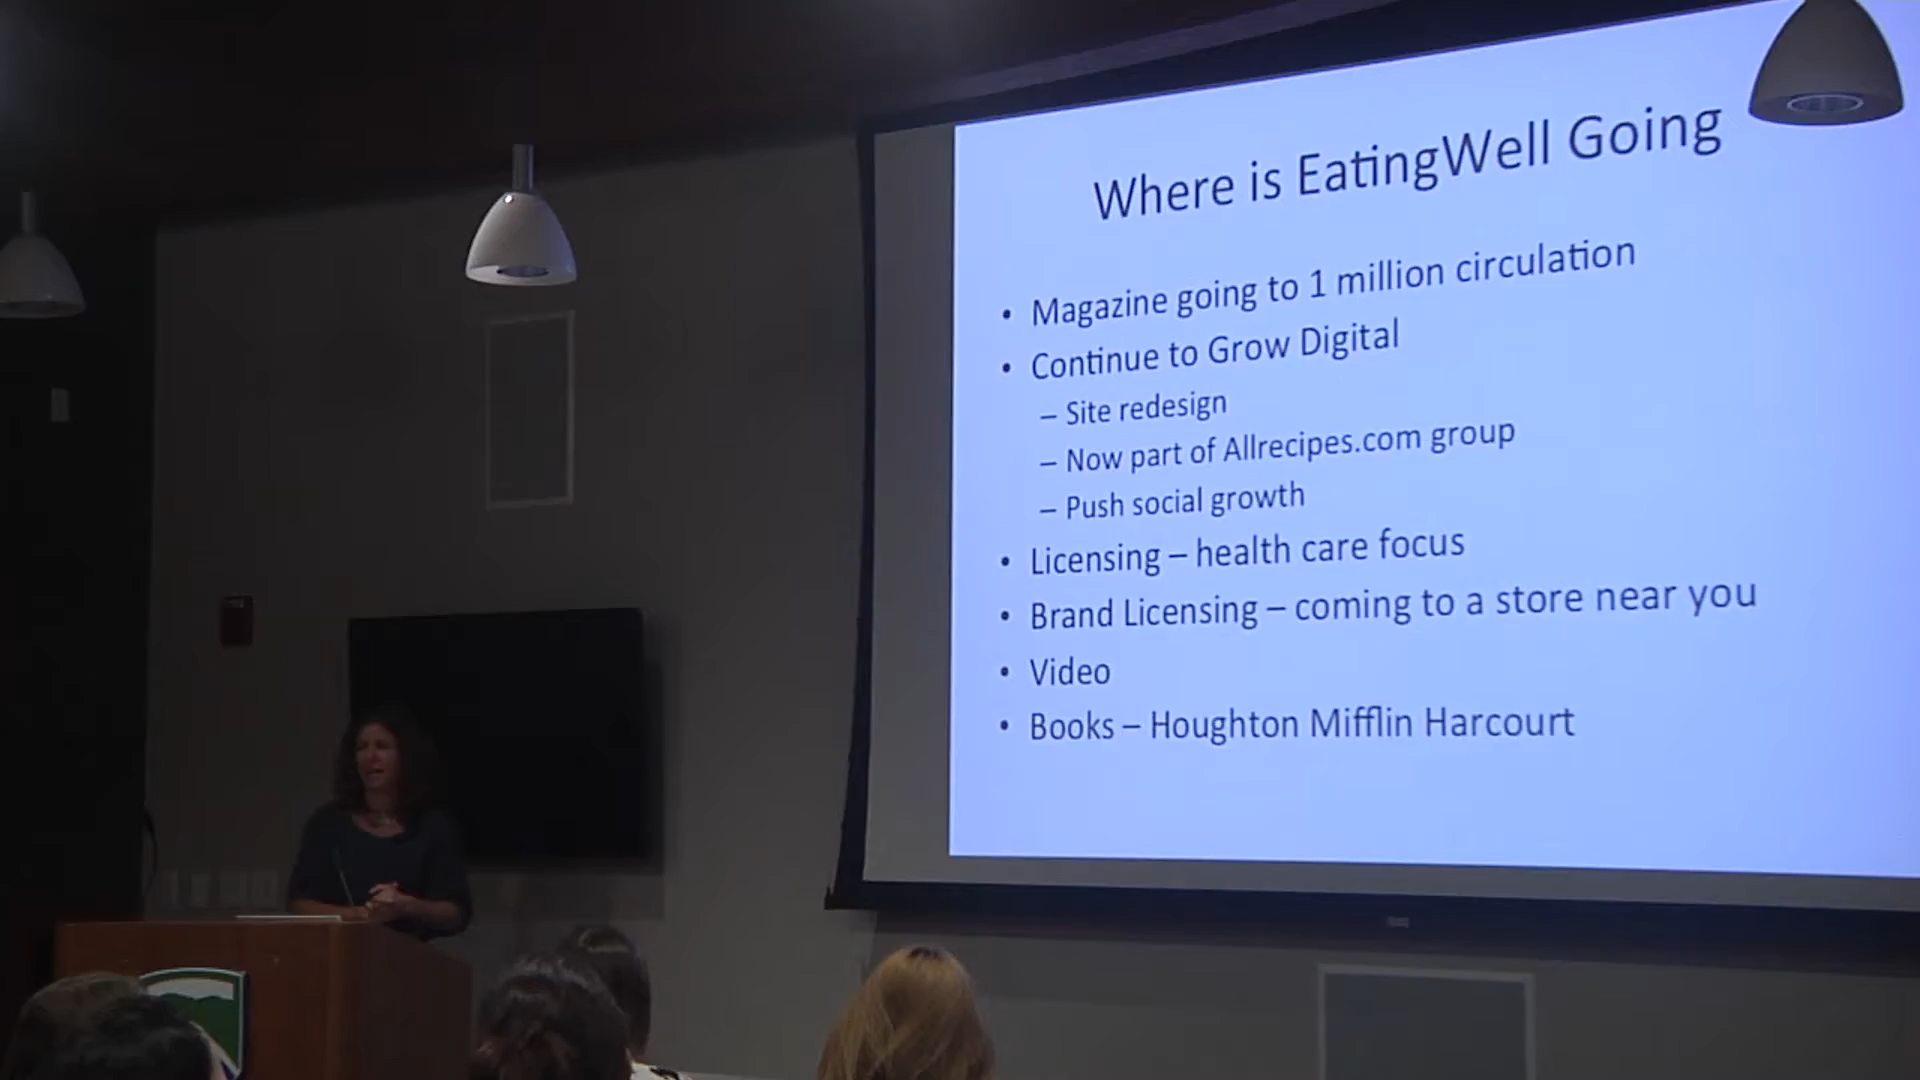 Where is EatingWell Going
• Magazine going to 1 million circulation
• Continue to Grow Digital
– Site redesign
– Now part of Allrecipes.com group
– Push social growth
• Licensing – health care focus
• Brand Licensing – coming to a store near you
• Video
• Books – Houghton Mifflin Harcourt